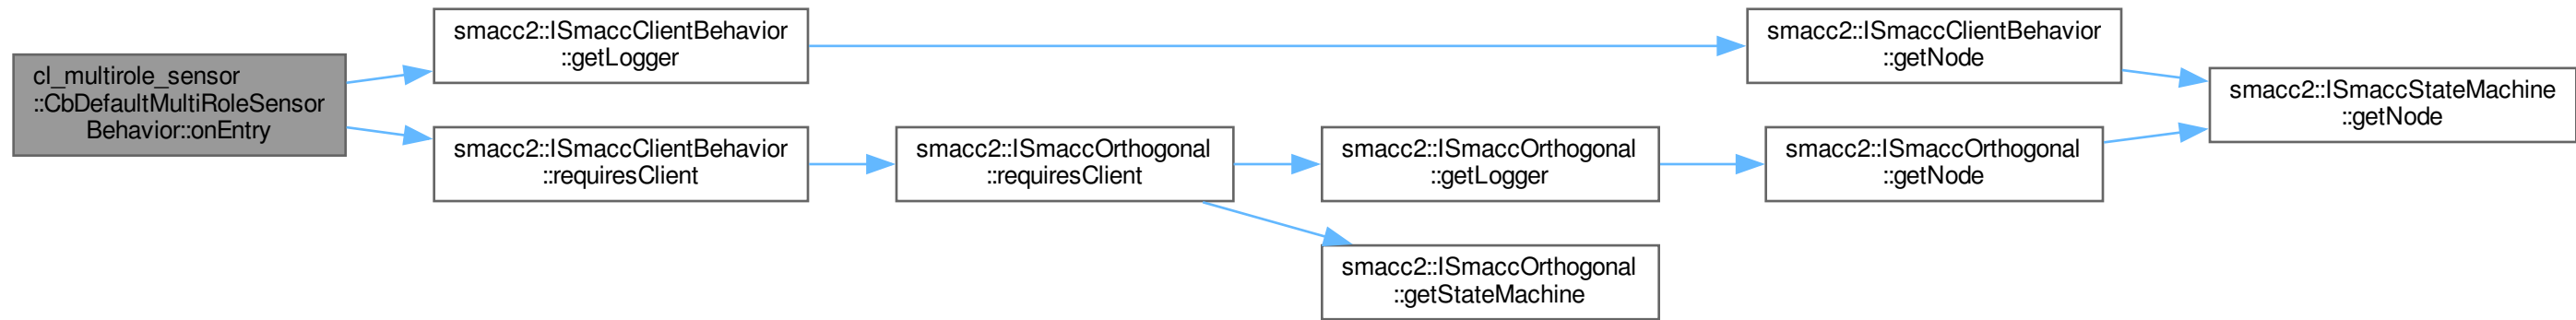 cl_multirole_sensor
::CbDefaultMultiRoleSensor
Behavior::onEntry
smacc2::ISmaccClientBehavior
::getLogger
smacc2::ISmaccClientBehavior
::requiresClient
smacc2::ISmaccOrthogonal
::requiresClient
smacc2::ISmaccOrthogonal
::getLogger
smacc2::ISmaccOrthogonal
::getStateMachine
smacc2::ISmaccClientBehavior
::getNode
smacc2::ISmaccOrthogonal
::getNode
smacc2::ISmaccStateMachine
::getNode